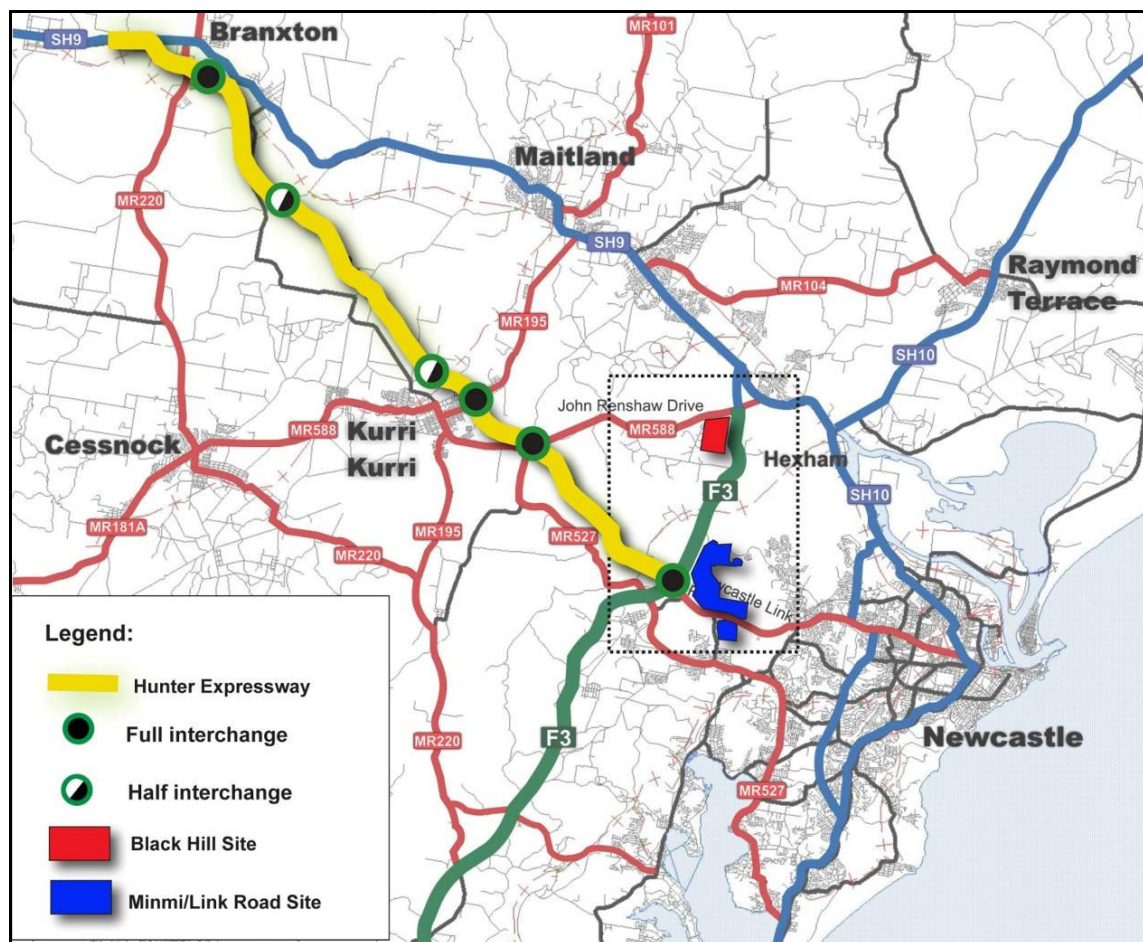 SH9
Branxton
MR101
MR220
Maitland
SH9
Raymond
Terrace
MR104
MR195
SH10
John Renshaw Drive
MR588
MR588
Kurri
Kurri
Cessnock
Hexham
F3
SH10
MR181A
MR220
MR195
MR527
wcastle Link
Legend:
Hunter Expressway
Full interchange
Half interchange
Black Hill Site
Minmi/Link Road Site
F3
MR220
Newcastle
MR527